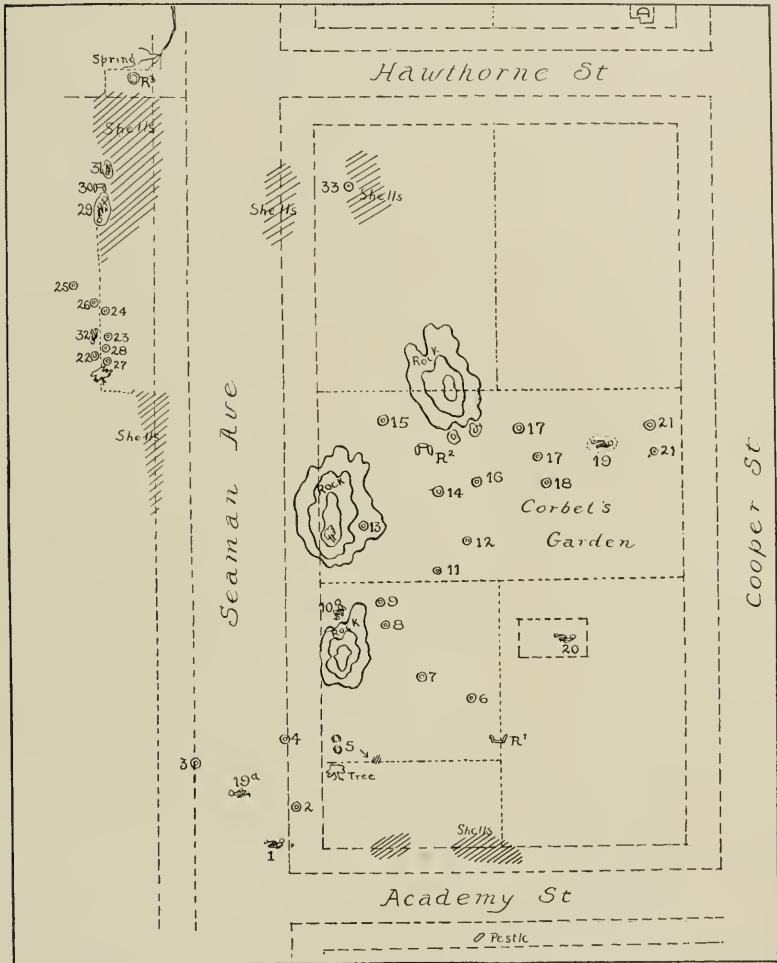 Spring
R3
Hawthorne St
Shells
31
30
29
33
Shells
Shells
25
26
24
32
23
28
22
27
Rock
Shells
Seaman Ave
15
17
21
R2
17
19
21
Rock
14
16
18
13
Corbet's
12
Garden
11
Cooper St
10
9
Rock
8
20
7
6
4
5
R1
3
Tree
19a
2
Shells
1
Academy St
Pestle